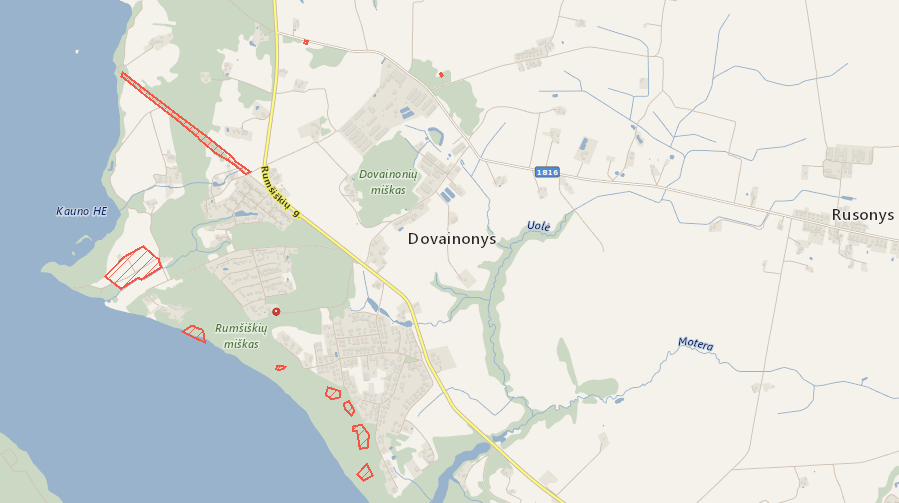 1816
Dovainonių
miškas
Rumšiškių g.
Kauno HE
Rusonys
Uolė
Dovainonys
Rumšiškių
miškas
Motera